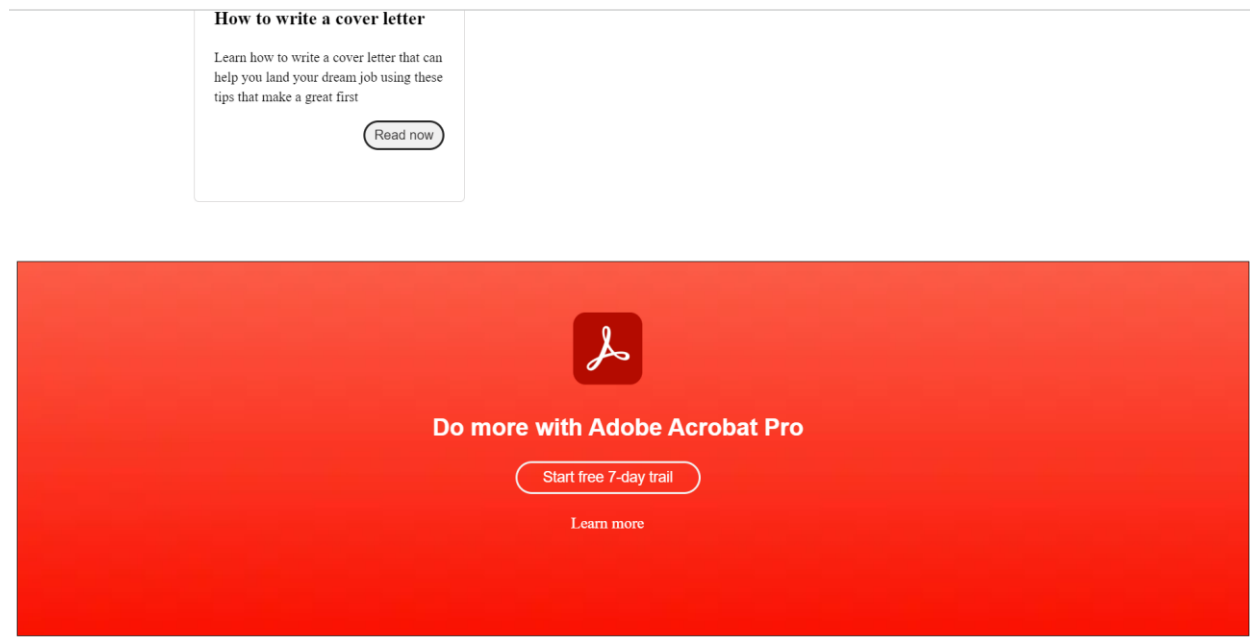 How to write a cover letter
Learn how to write a cover letter that can
help you land your dream job using these
tips that make a great first
Read now
Do more with Adobe Acrobat Pro
Start free 7-day trail
Learn more